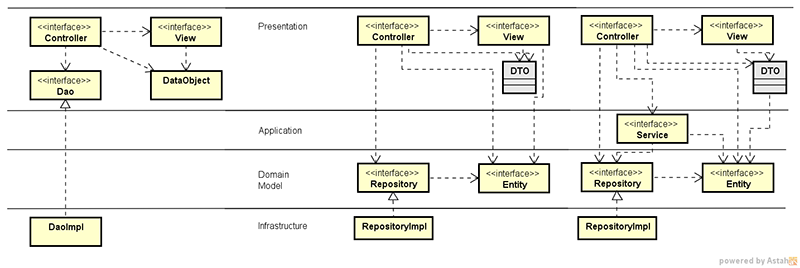 <<interface>>
Controller
<<interface>>
View
<<interface>>
Dao
DataObject
DaoImpl
Presentation
Application
Domain
Model
Infrastructure
<<interface>>
Controller
<<interface>>
View
DTO
<<interface>>
Repository
<<interface>>
Entity
RepositoryImpl
<<interface>>
Controller
<<interface>>
View
DTO
<<interface>>
Service
<<interface>>
Repository
<<interface>>
Entity
RepositoryImpl
powered by Astah